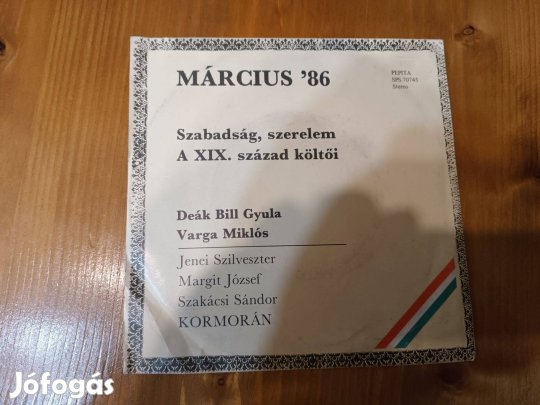 MÁRCIUS ’86
PEPITA
SPS 70745
Stereo
Szabadság, szerelem
A XIX. század költői
Deák Bill Gyula
Varga Miklós
Jenei Szilveszter
Margit József
Szakácsi Sándor
KORMORÁN
Jófogás